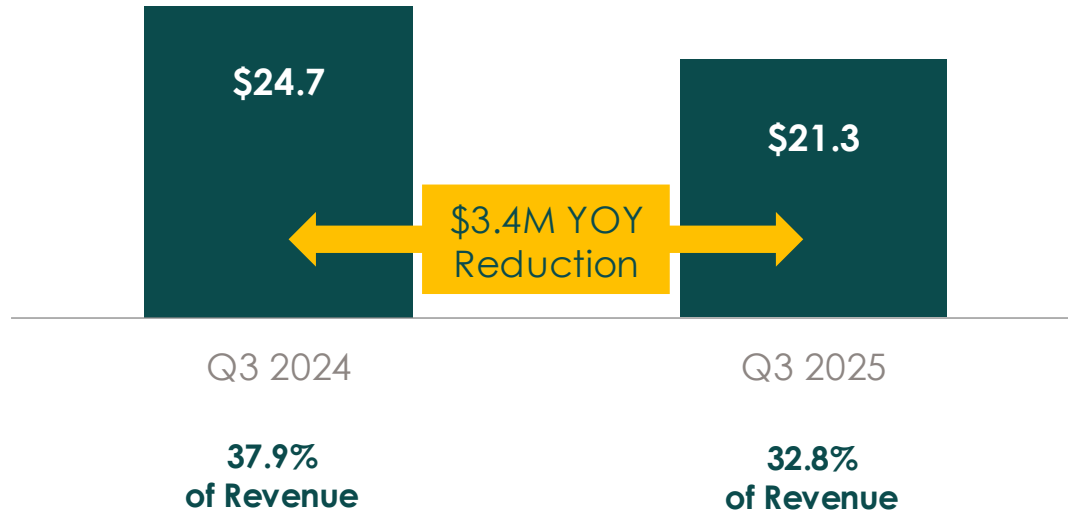 $24.7
$21.3
$3.4M YOY
Reduction
Q3 2024
Q3 2025
37.9%
of Revenue
32.8%
of Revenue